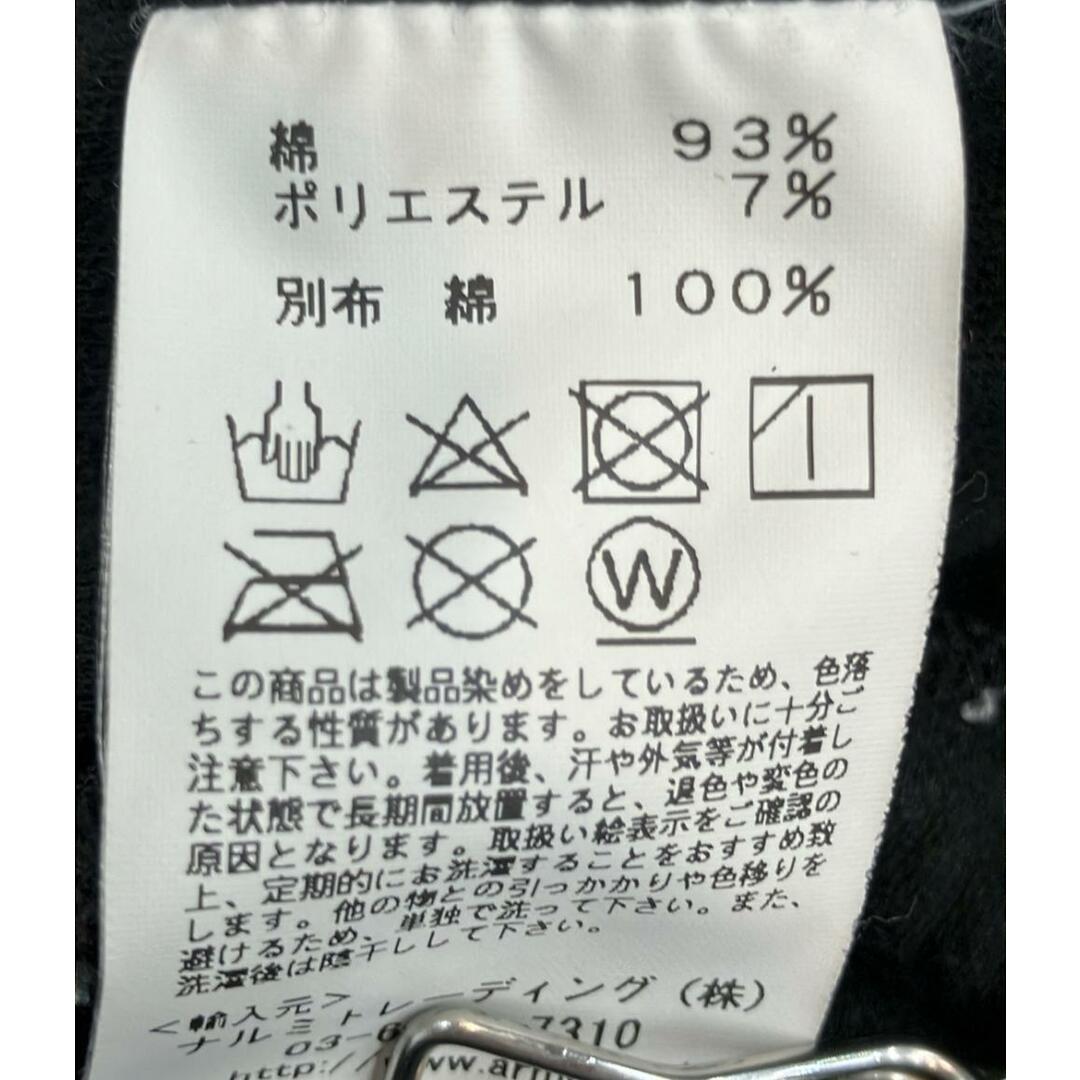 綿 93%
ポリエステル 7%
別布 綿 100%
W
この商品は製品染めをしているため、色落
ちする性質があります。お取扱いに十分ご
注意下さい。着用後、汗や外気等が付着し
た状態で長期間放置すると、退色や変色の
原因となります。取扱い絵表示をご確認の
上、定期的にお洗濯することをおすすめ致
します。他の物との引っかかりや色移りを
避けるため、単独で洗って下さい。また、
洗濯後は陰干しして下さい。
<輸入元>
ナルミトレーディング(株)
03-6 7310
http:/ www.arm